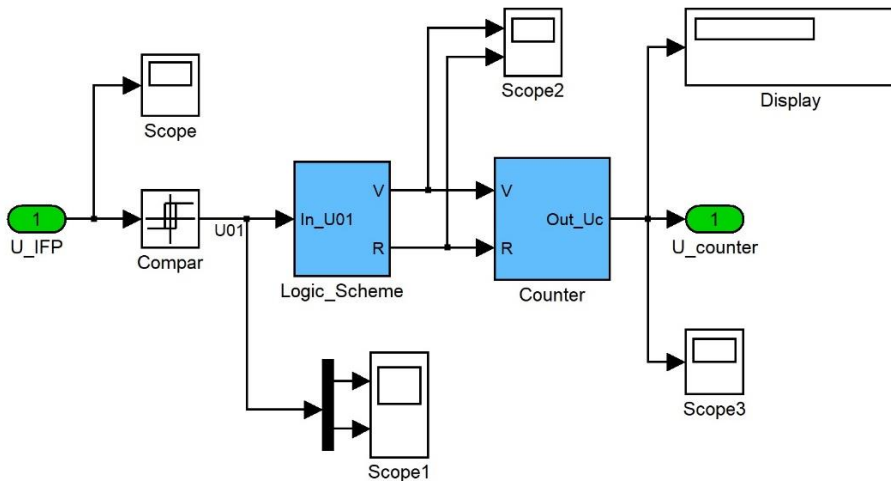 Scope
Scope2
Display
1
U_IFP
Compar
U01
In_U01
V
R
Logic_Scheme
V
R
Out_Uc
Counter
1
U_counter
Scope1
Scope3